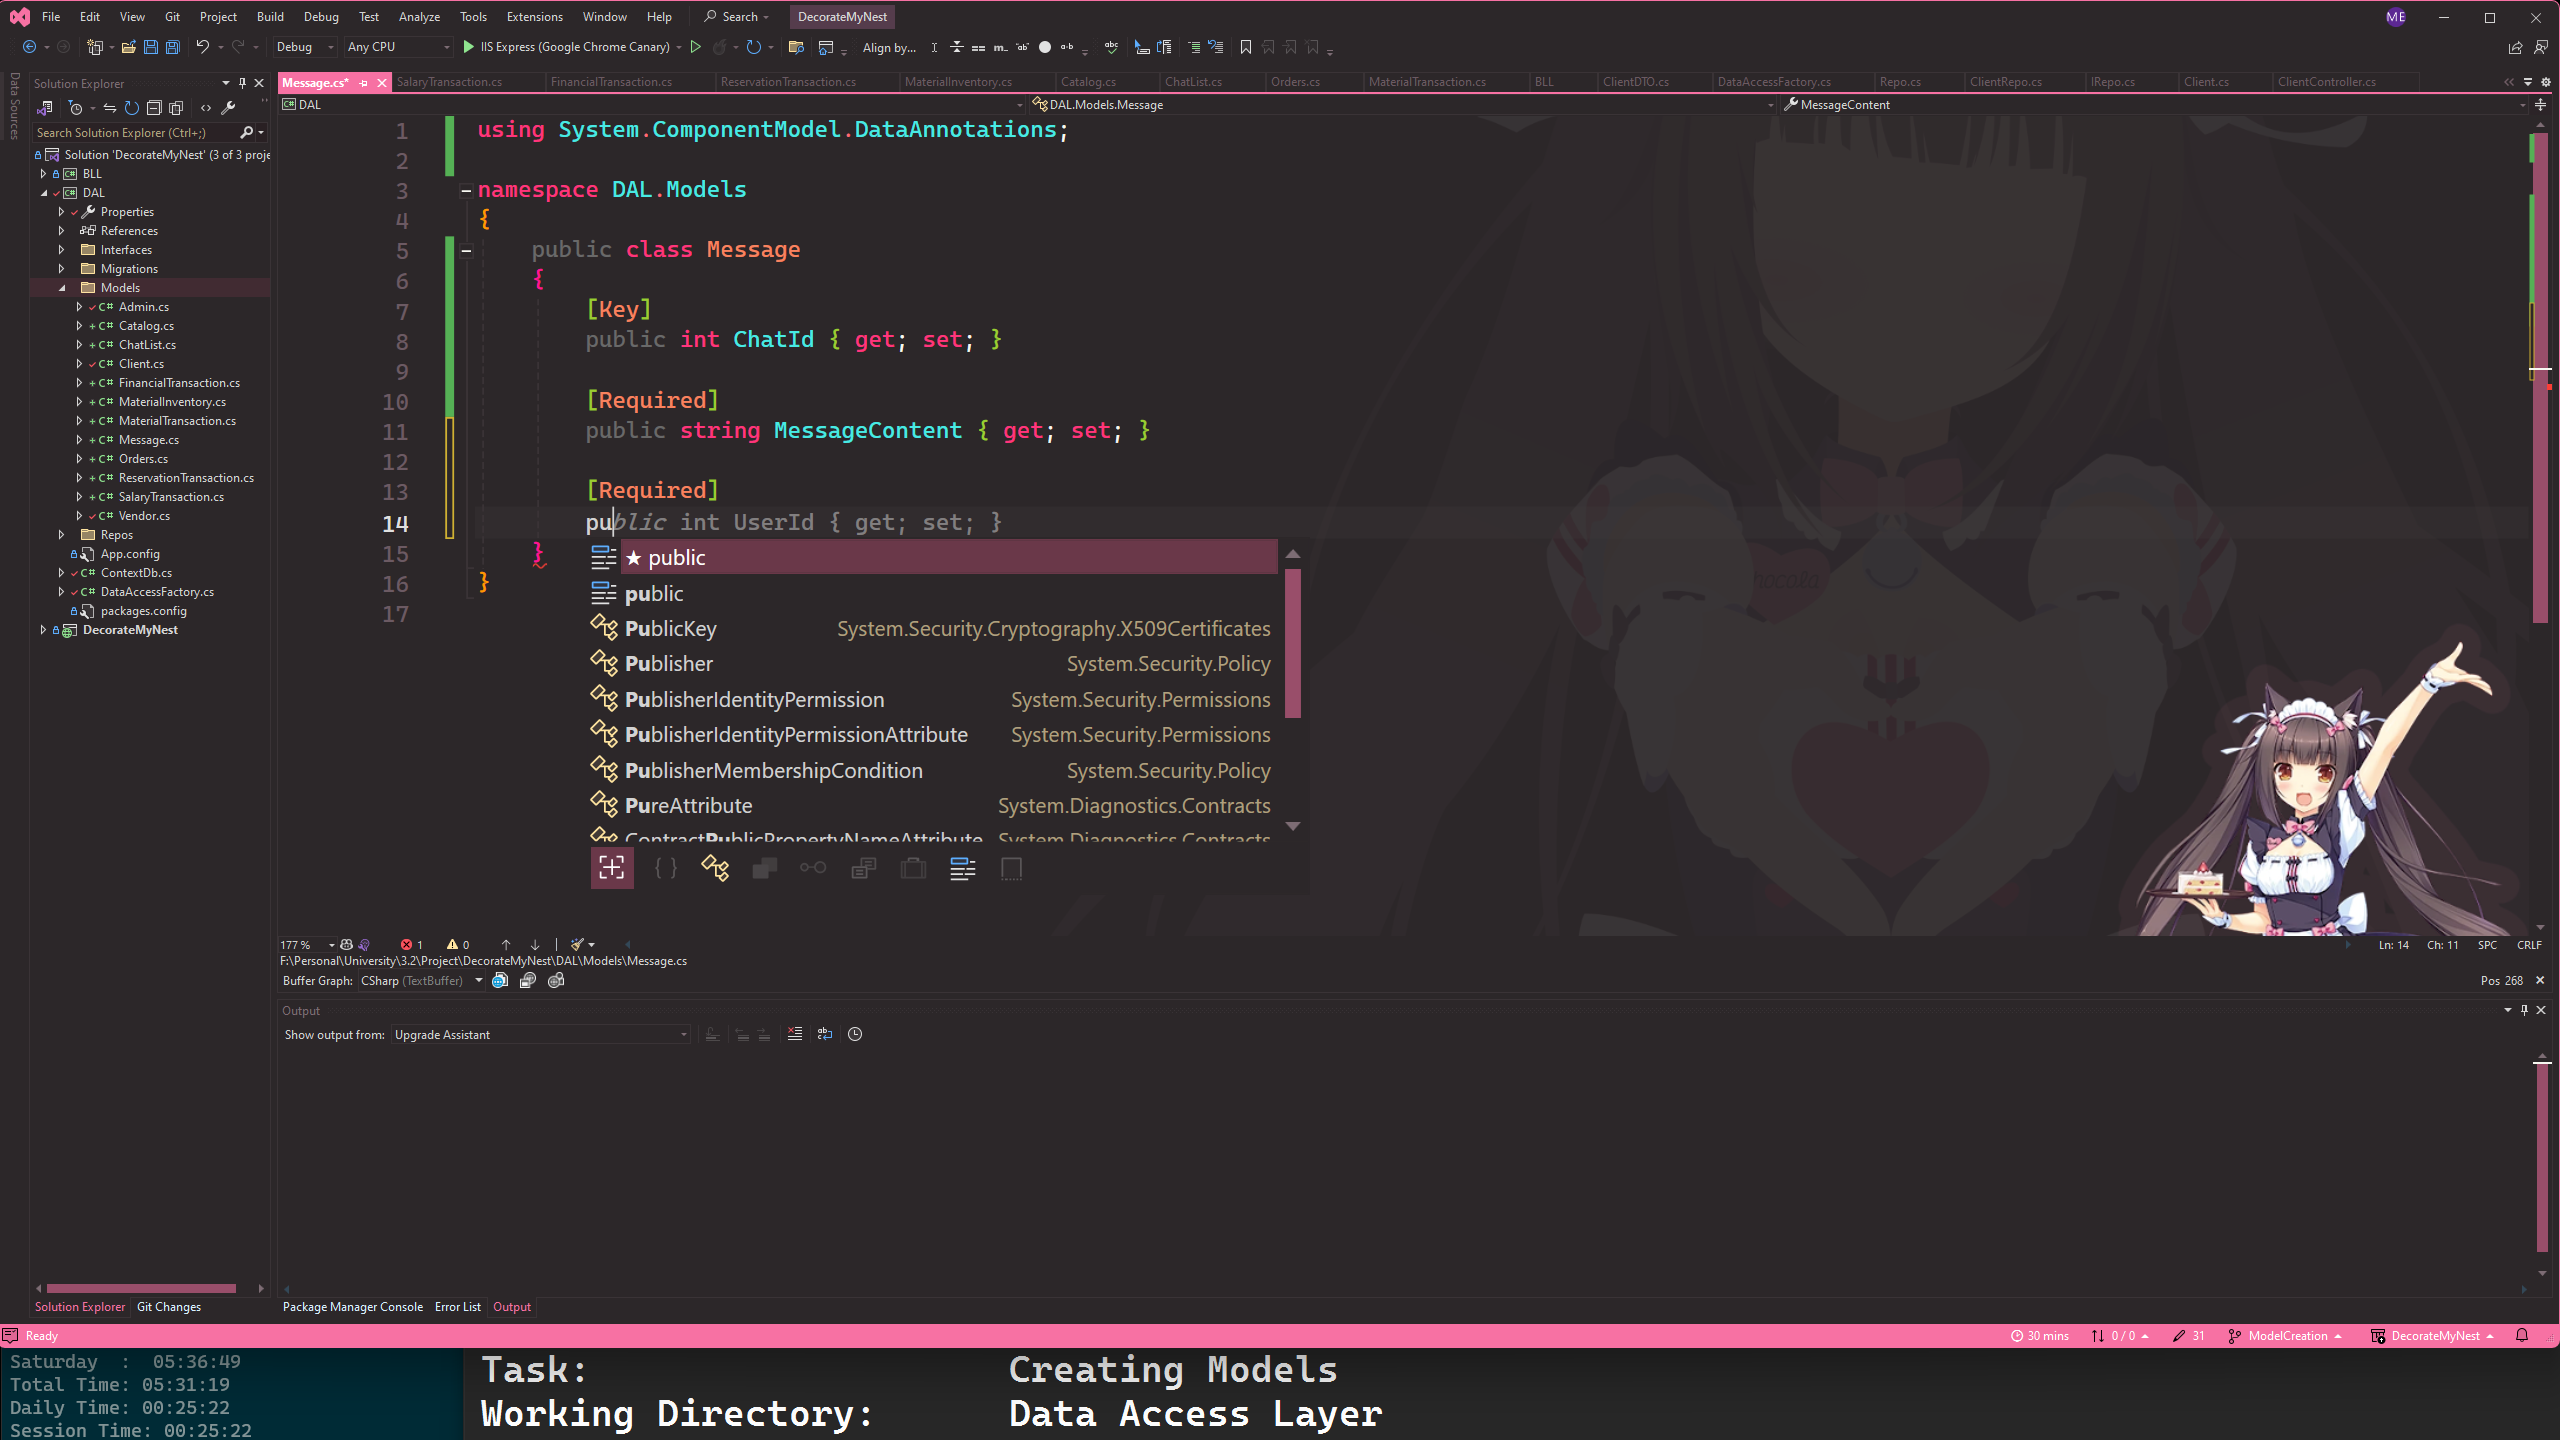 File Edit View Git Project Build Debug Test Analyze Tools Extensions Window Help Search DecorateMyNest ME
Debug Any CPU IIS Express (Google Chrome Canary) Align by...
Data Sources
Solution Explorer
Search Solution Explorer (Ctrl+;)
Solution 'DecorateMyNest' (3 of 3 proje
BLL
DAL
Properties
References
Interfaces
Migrations
Models
Admin.cs
Catalog.cs
ChatList.cs
Client.cs
FinancialTransaction.cs
MaterialInventory.cs
MaterialTransaction.cs
Message.cs
Orders.cs
ReservationTransaction.cs
SalaryTransaction.cs
Vendor.cs
Repos
App.config
ContextDb.cs
DataAccessFactory.cs
packages.config
DecorateMyNest
Solution Explorer Git Changes
Message.cs* SalaryTransaction.cs FinancialTransaction.cs ReservationTransaction.cs MaterialInventory.cs Catalog.cs ChatList.cs Orders.cs MaterialTransaction.cs BLL ClientDTO.cs DataAccessFactory.cs Repo.cs ClientRepo.cs IRepo.cs Client.cs ClientController.cs
DAL DAL.Models.Message MessageContent
1 using System.ComponentModel.DataAnnotations;
2
3 namespace DAL.Models
4 {
5 public class Message
6 {
7 [Key]
8 public int ChatId { get; set; }
9
10 [Required]
11 public string MessageContent { get; set; }
12
13 [Required]
14 public int UserId { get; set; }
15 }
16 }
17
★ public
public
PublicKey System.Security.Cryptography.X509Certificates
Publisher System.Security.Policy
PublisherIdentityPermission System.Security.Permissions
PublisherIdentityPermissionAttribute System.Security.Permissions
PublisherMembershipCondition System.Security.Policy
PureAttribute System.Diagnostics.Contracts
ContractPublicPropertyNameAttribute System.Diagnostics.Contracts
177 % 1 0 Ln: 14 Ch: 11 SPC CRLF
F:\Personal\University\3.2\Project\DecorateMyNest\DAL\Models\Message.cs
Buffer Graph: CSharp (TextBuffer) Pos 268
Output
Show output from: Upgrade Assistant
Package Manager Console Error List Output
Ready 30 mins 0 / 0 31 ModelCreation DecorateMyNest
Saturday : 05:36:49
Total Time: 05:31:19
Daily Time: 00:25:22
Session Time: 00:25:22
Task: Creating Models
Working Directory: Data Access Layer